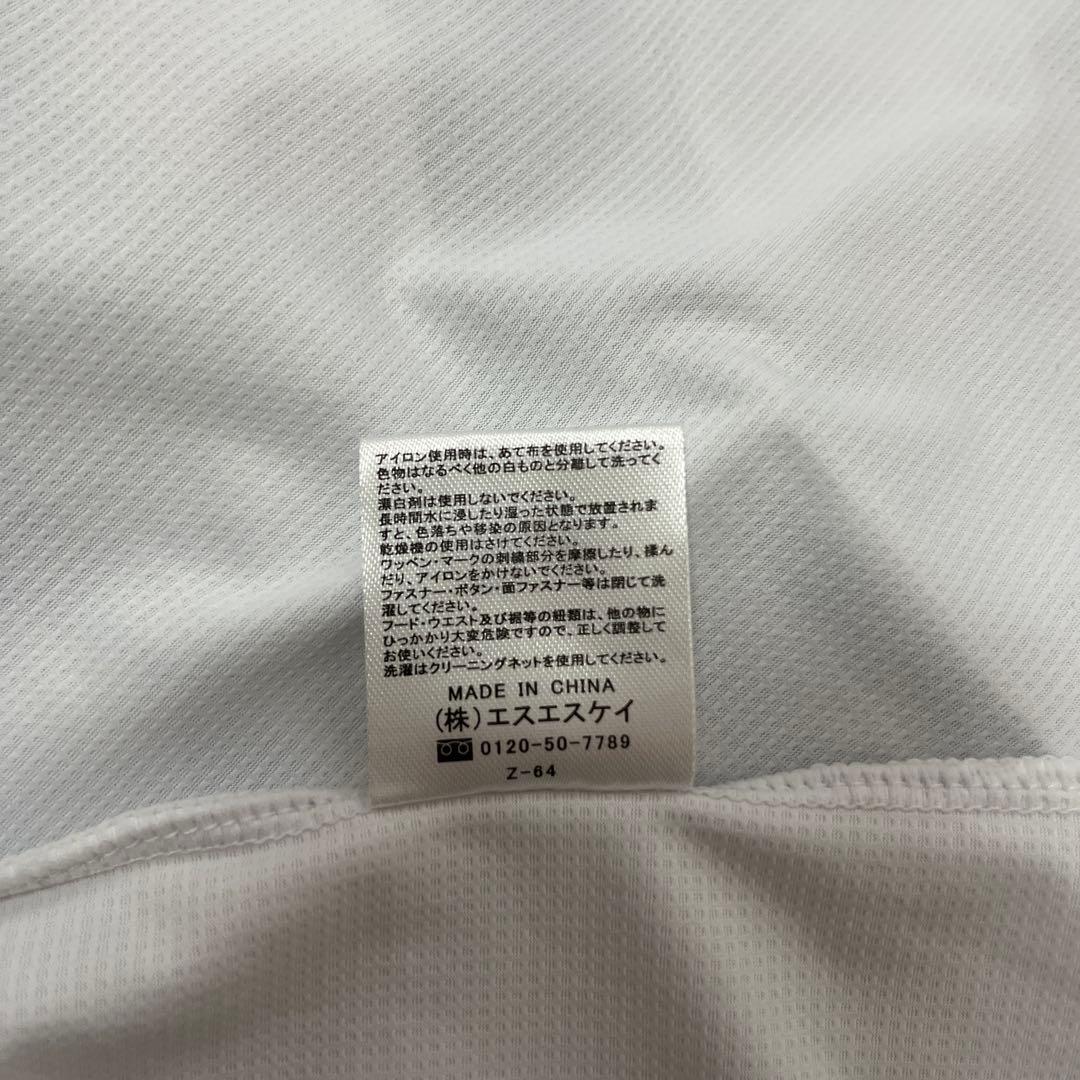 アイロン使用時は、あて布を使用してください。
色物はなるべく他の白ものと分離して洗ってく
ださい。
漂白剤は使用しないでください。
長時間水に浸したり湿った状態で放置されま
すと、色落ちや移染の原因となります。
乾燥機の使用はさけてください。
ワッペン・マークの刺繍部分を摩擦したり、揉ん
だり、アイロンをかけないでください。
ファスナー・ボタン・面ファスナー等は閉じて洗
濯してください。
フード・ウエスト及び裾等の紐類は、他の物に
ひっかかり大変危険ですので、正しく調整して
お使いください。
洗濯はクリーニングネットを使用してください。
MADE IN CHINA
(株)エスエスケイ
0120-50-7789
Z-64